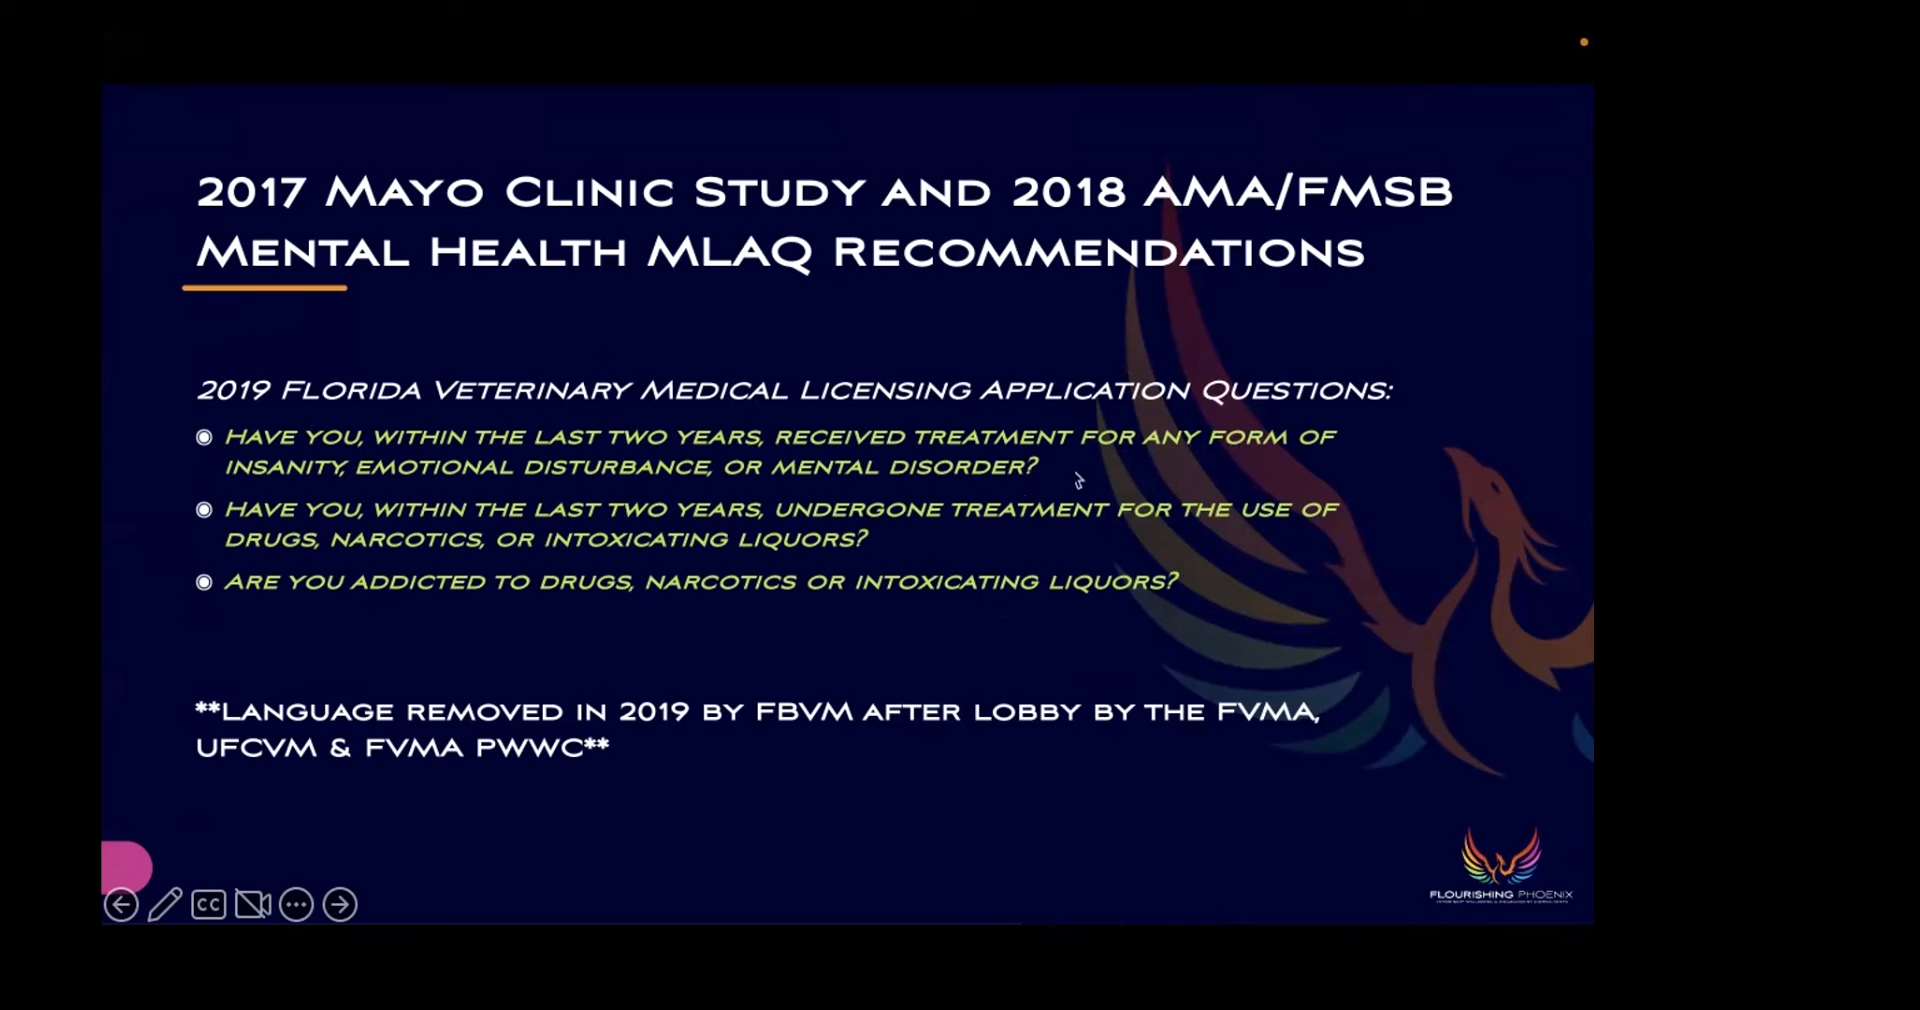 2017 Mayo Clinic Study and 2018 AMA/FMSB
Mental Health MLAQ Recommendations
2019 Florida Veterinary Medical Licensing Application Questions:
Have you, within the last two years, received treatment for any form of
insanity, emotional disturbance, or mental disorder?
Have you, within the last two years, undergone treatment for the use of
drugs, narcotics, or intoxicating liquors?
Are you addicted to drugs, narcotics or intoxicating liquors?
**Language removed in 2019 by FBVM after lobby by the FVMA,
UFCVM & FVMA PWWC**
CC
FLOURISHING PHOENIX